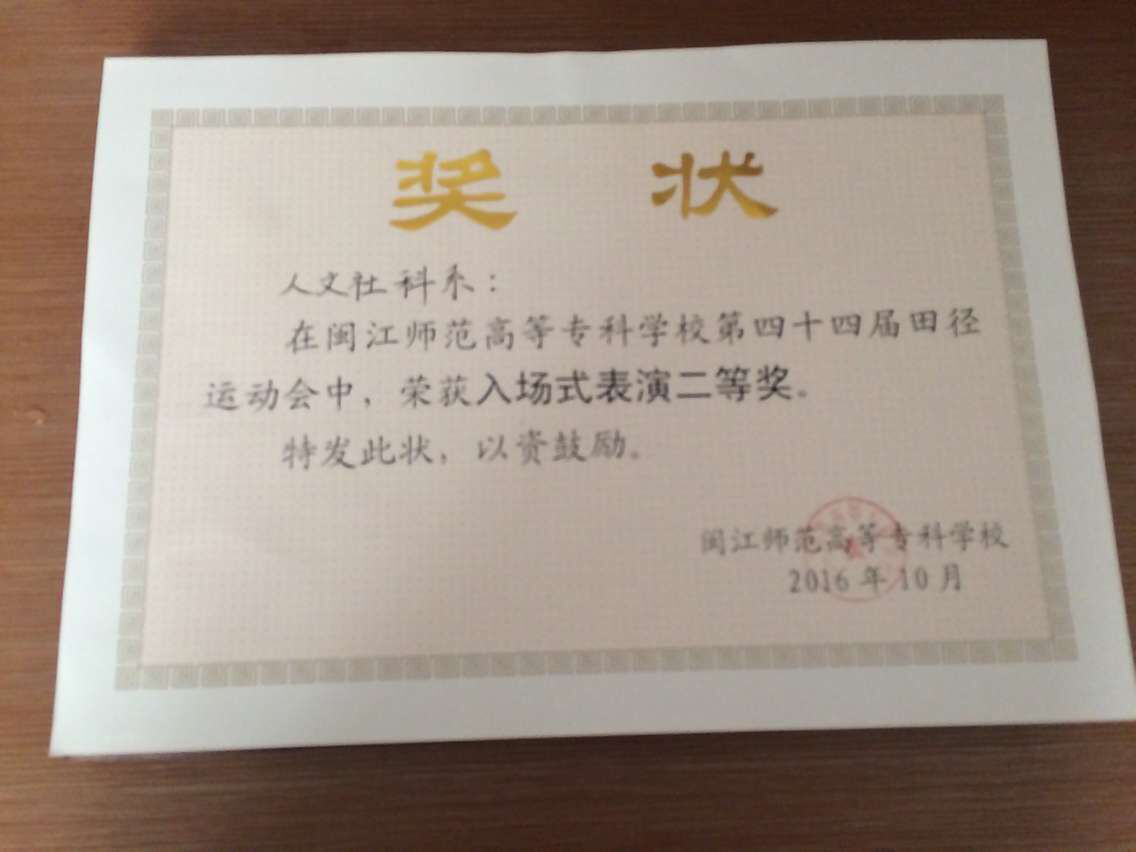 奖 状
人文社科系：
在闽江师范高等专科学校第四十四届田径
运动会中，荣获入场式表演二等奖。
特发此状，以资鼓励。
闽江师范高等专科学校
2016年10月